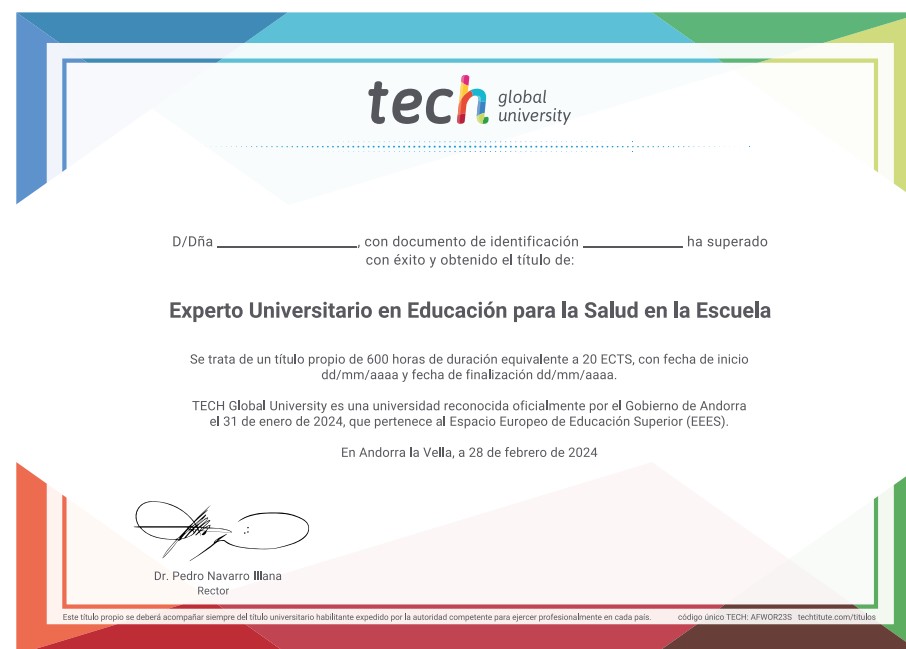 tech global university
D/Dña ____________, con documento de identificación ____________ ha superado
con éxito y obtenido el título de:
Experto Universitario en Educación para la Salud en la Escuela
Se trata de un título propio de 600 horas de duración equivalente a 20 ECTS, con fecha de inicio
dd/mm/aaaa y fecha de finalización dd/mm/aaaa.
TECH Global University es una universidad reconocida oficialmente por el Gobierno de Andorra
el 31 de enero de 2024, que pertenece al Espacio Europeo de Educación Superior (EEES).
En Andorra la Vella, a 28 de febrero de 2024
Dr. Pedro Navarro Illana
Rector
Este título propio se deberá acompañar siempre del título universitario habilitante expedido por la autoridad competente para ejercer profesionalmente en cada país. código único TECH: AFWOR23S techtitute.com/titulos